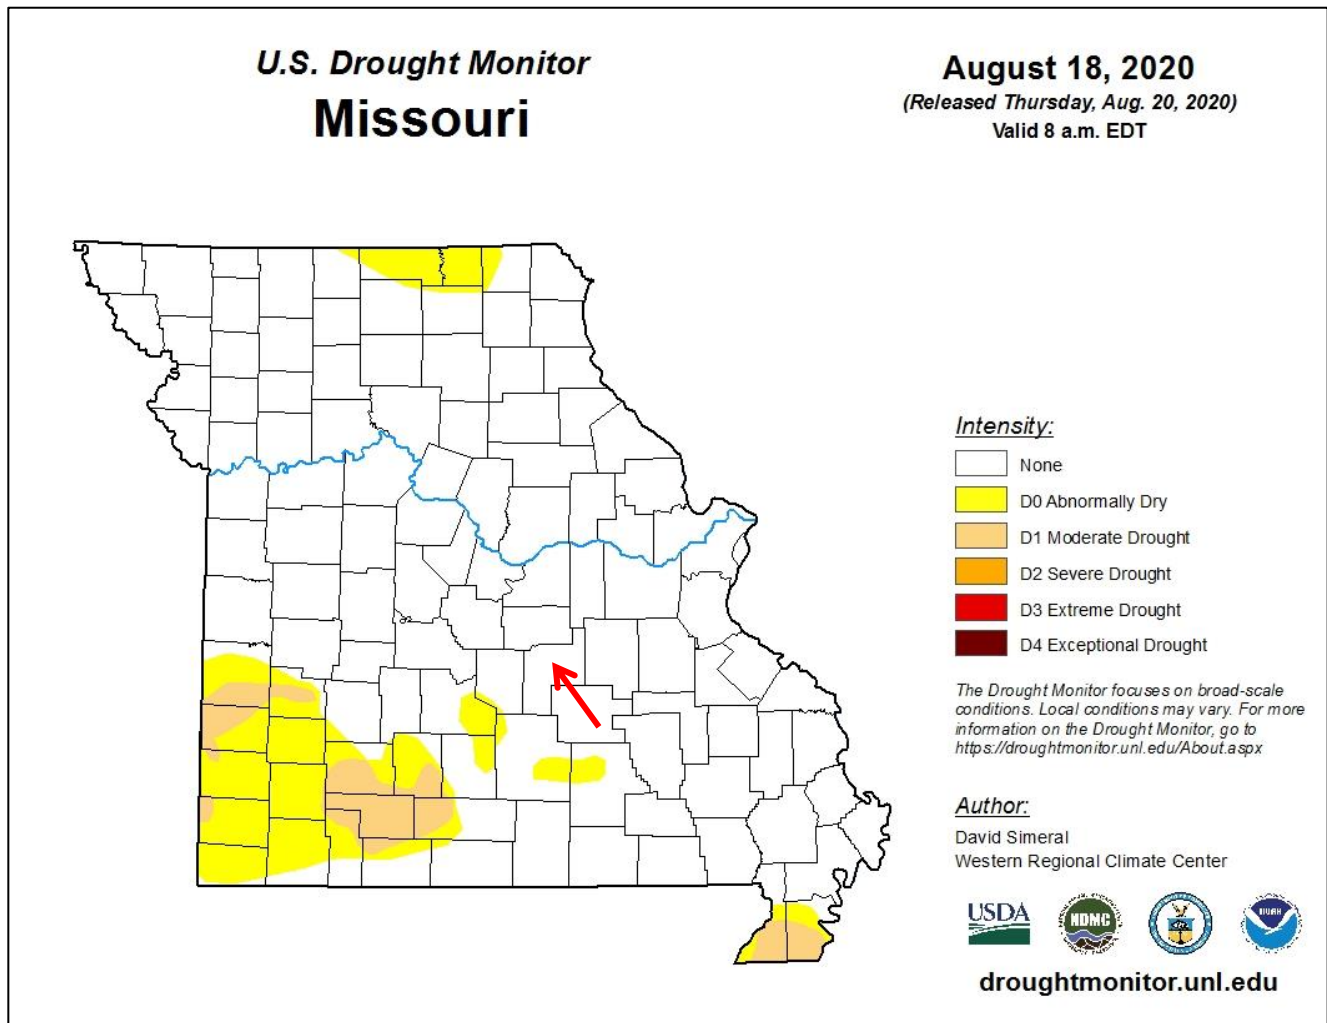 U.S. Drought Monitor
Missouri
August 18, 2020
(Released Thursday, Aug. 20, 2020)
Valid 8 a.m. EDT
Intensity:
None
D0 Abnormally Dry
D1 Moderate Drought
D2 Severe Drought
D3 Extreme Drought
D4 Exceptional Drought
The Drought Monitor focuses on broad-scale
conditions. Local conditions may vary. For more
information on the Drought Monitor, go to
https://droughtmonitor.unl.edu/About.aspx
Author:
David Simeral
Western Regional Climate Center
USDA
NDMC
NOAA
droughtmonitor.unl.edu